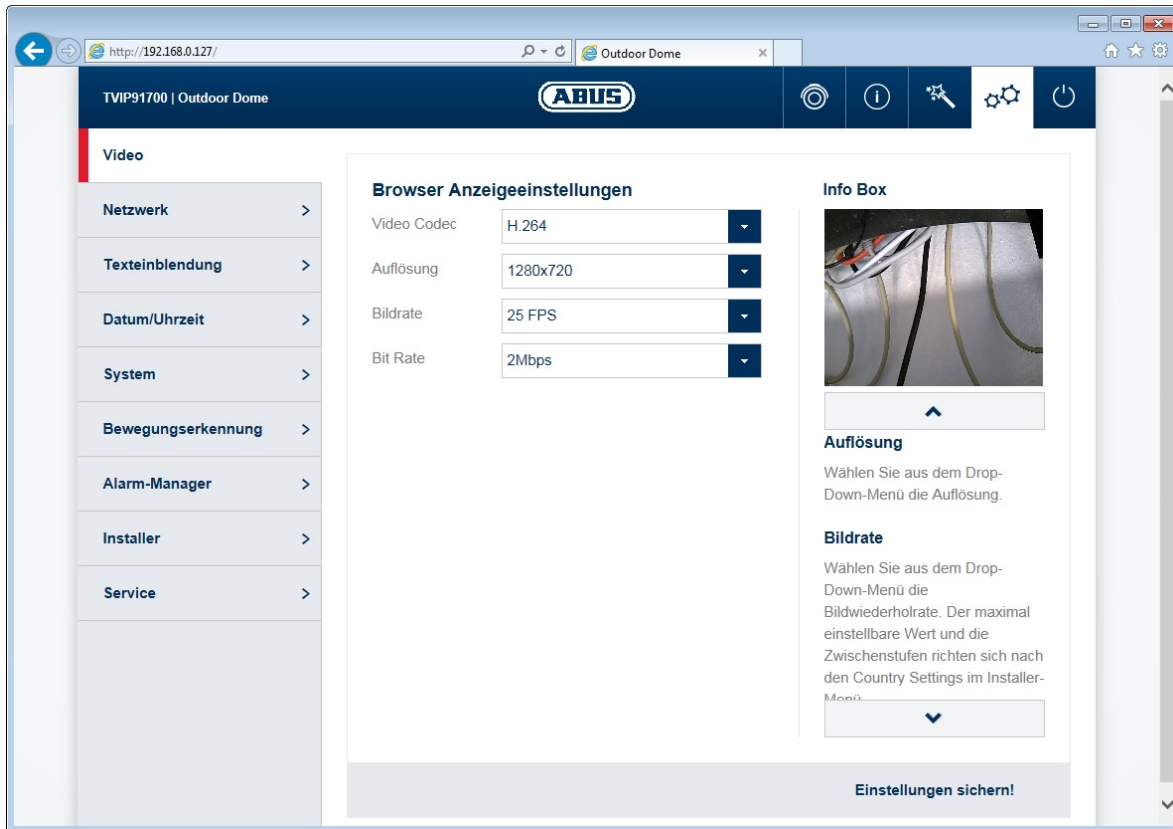 http://192.168.0.127/
Outdoor Dome
TVIP91700 | Outdoor Dome
ABUS
Video
Netzwerk
Texteinblendung
Datum/Uhrzeit
System
Bewegungserkennung
Alarm-Manager
Installer
Service
Browser Anzeigeeinstellungen
Video Codec H.264
Auflösung 1280x720
Bildrate 25 FPS
Bit Rate 2Mbps
Info Box
Auflösung
Wählen Sie aus dem Drop-
Down-Menü die Auflösung.
Bildrate
Wählen Sie aus dem Drop-
Down-Menü die
Bildwiederholrate. Der maximal
einstellbare Wert und die
Zwischenstufen richten sich nach
den Country Settings im Installer-
Menü
Einstellungen sichern!